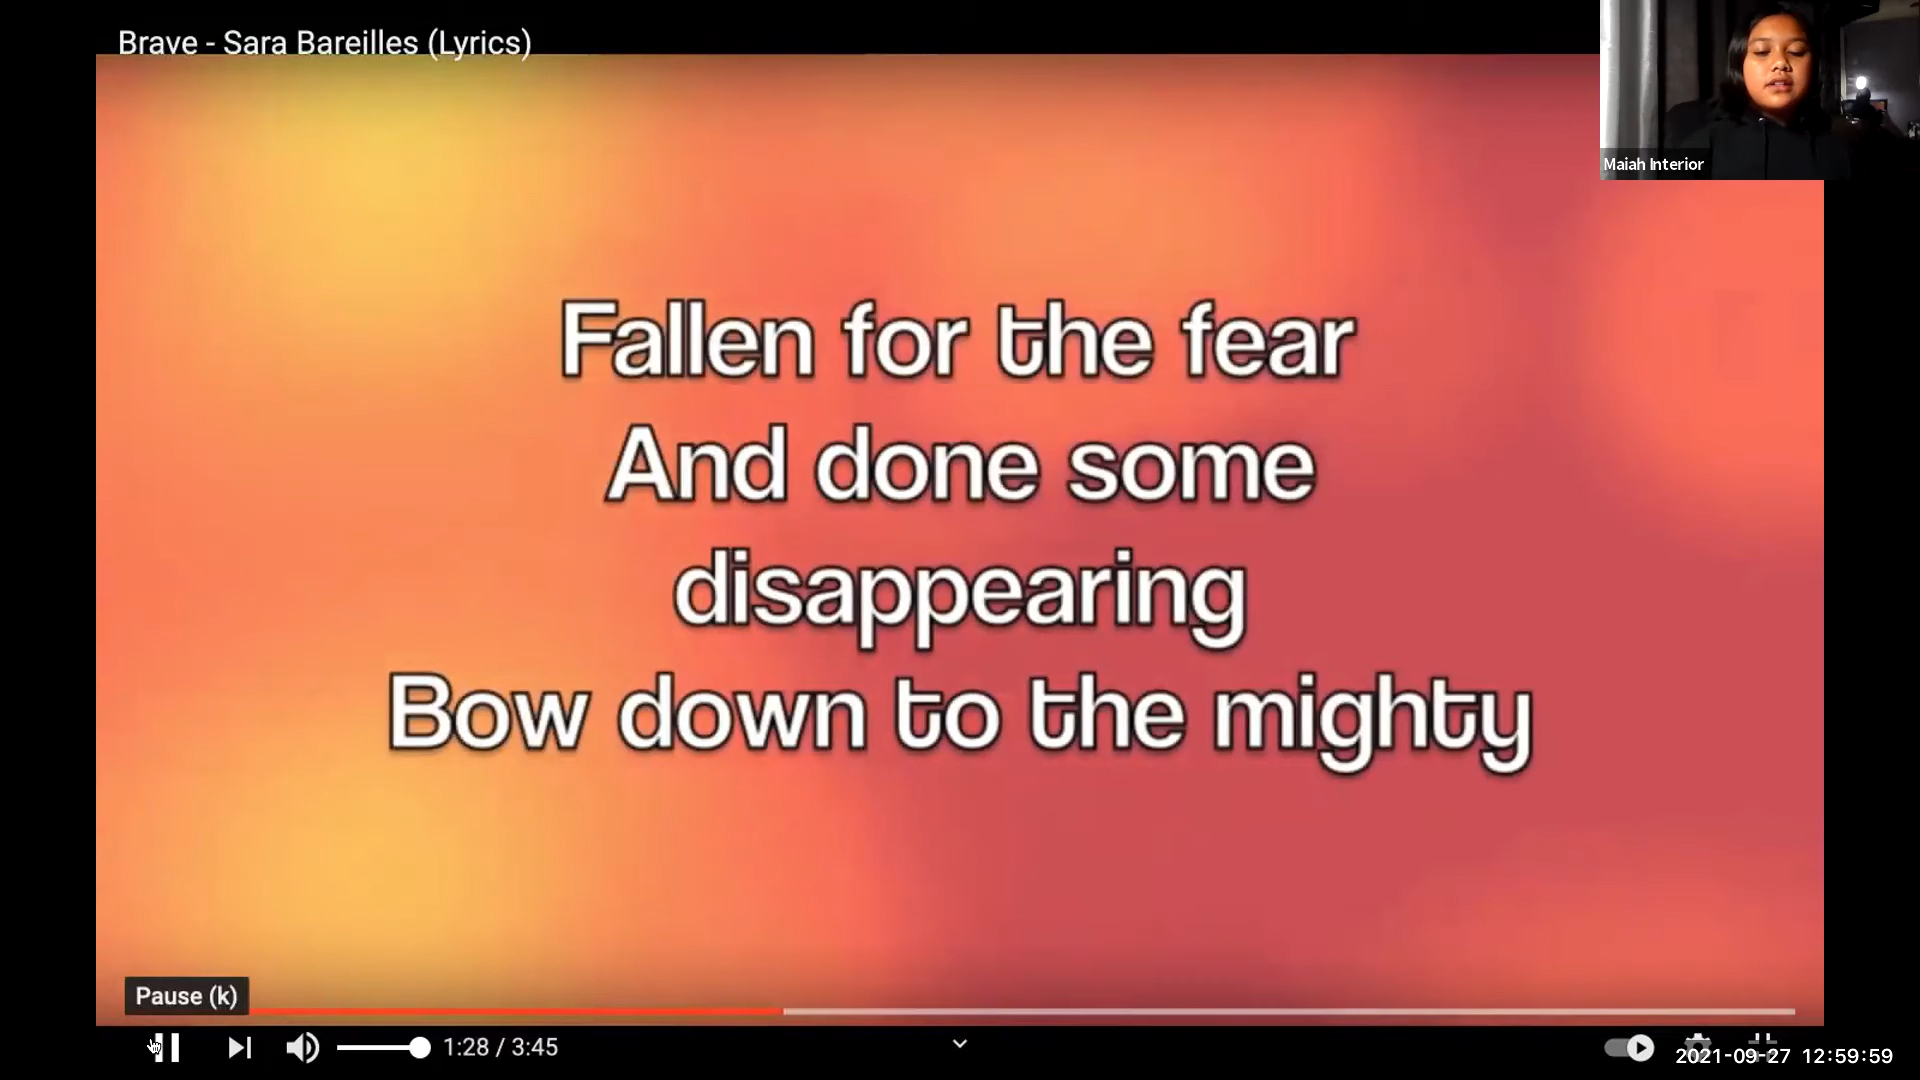 Brave - Sara Bareilles (Lyrics)
Maiah Interior
Fallen for the fear
And done some
disappearing
Bow down to the mighty
Pause (k)
1:28 / 3:45
2021-09-27 12:59:59